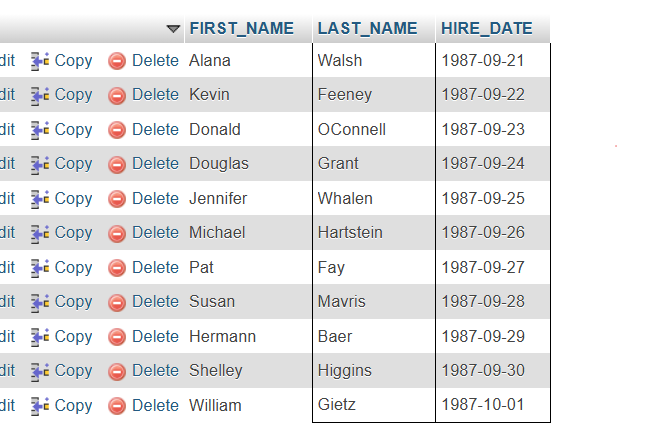 FIRST_NAME LAST_NAME HIRE_DATE
dit Copy Delete Alana Walsh 1987-09-21
dit Copy Delete Kevin Feeney 1987-09-22
dit Copy Delete Donald OConnell 1987-09-23
dit Copy Delete Douglas Grant 1987-09-24
dit Copy Delete Jennifer Whalen 1987-09-25
dit Copy Delete Michael Hartstein 1987-09-26
dit Copy Delete Pat Fay 1987-09-27
dit Copy Delete Susan Mavris 1987-09-28
dit Copy Delete Hermann Baer 1987-09-29
dit Copy Delete Shelley Higgins 1987-09-30
dit Copy Delete William Gietz 1987-10-01